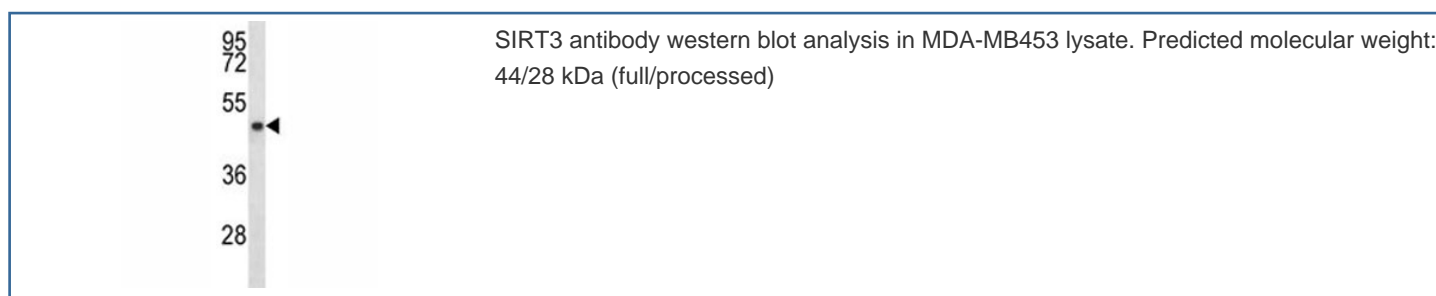 95
72
55
36
28
SIRT3 antibody western blot analysis in MDA-MB453 lysate. Predicted molecular weight:
44/28 kDa (full/processed)